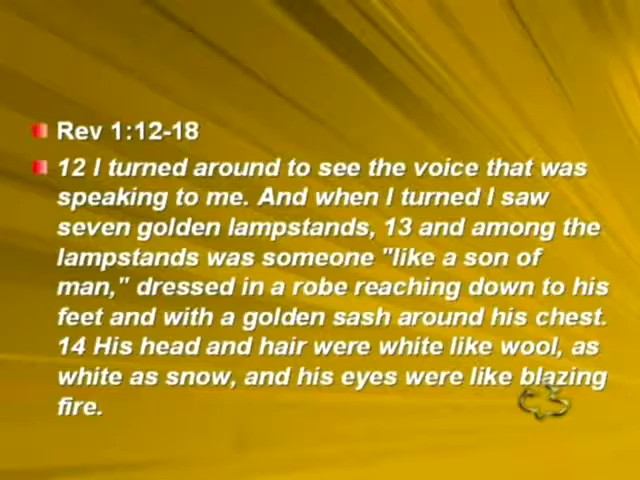 Rev 1:12-18
12 I turned around to see the voice that was
speaking to me. And when I turned I saw
seven golden lampstands, 13 and among the
lampstands was someone "like a son of
man," dressed in a robe reaching down to his
feet and with a golden sash around his chest.
14 His head and hair were white like wool, as
white as snow, and his eyes were like blazing
fire.